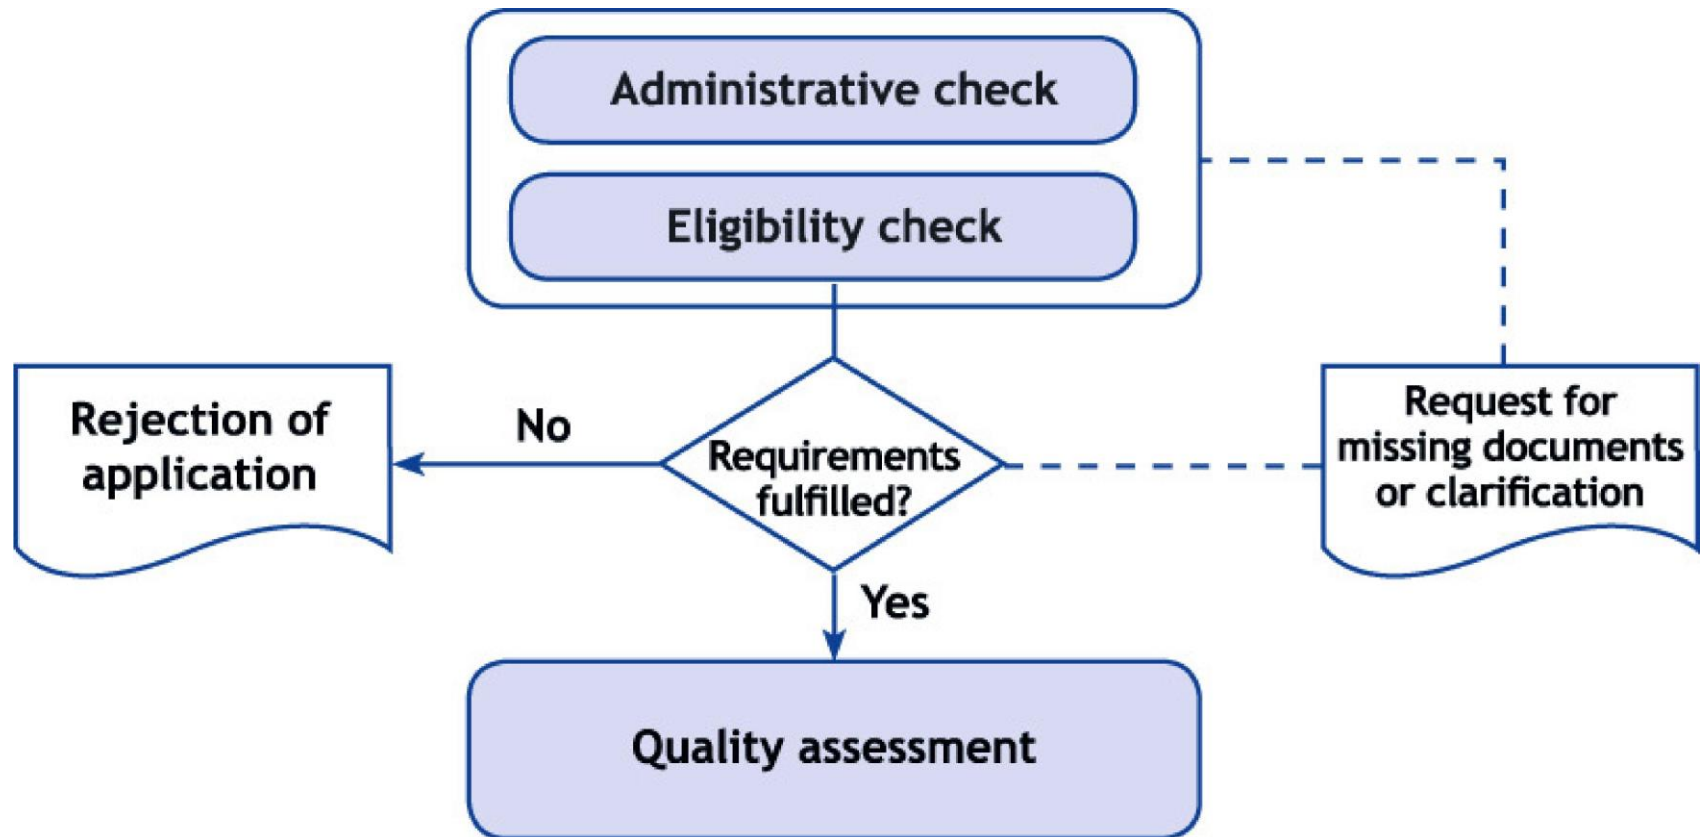 Administrative check
Eligibility check
Rejection of
application
No
Requirements
fulfilled?
Request for
missing documents
or clarification
Yes
Quality assessment